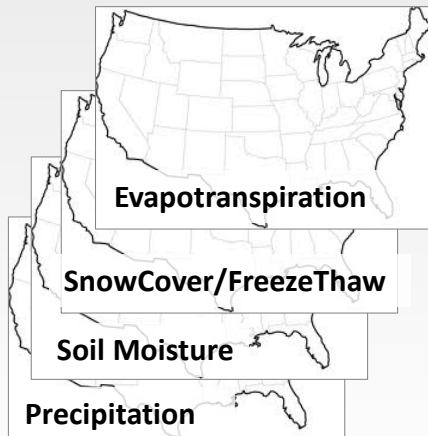 Evapotranspiration
SnowCover/FreezeThaw
Soil Moisture
Precipitation